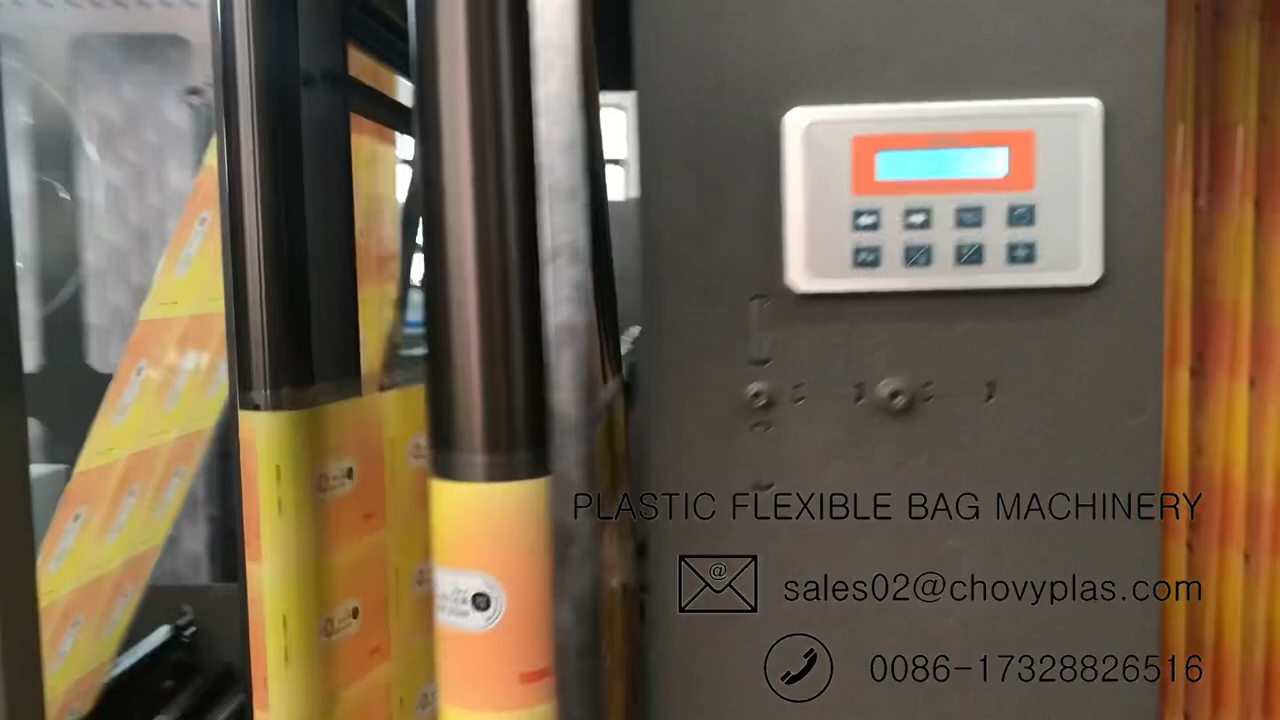 PLASTIC FLEXIBLE BAG MACHINERY
sales02@chovyplas.com
0086-17328826516